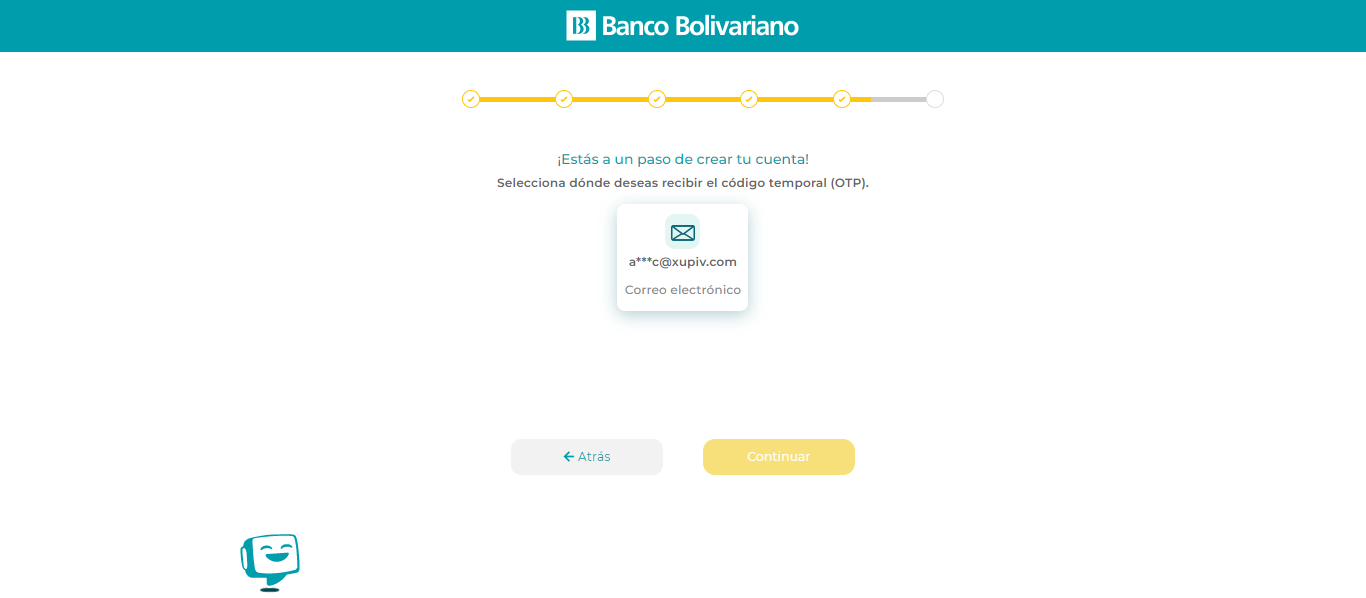 Banco Bolivariano
¡Estás a un paso de crear tu cuenta!
Selecciona dónde deseas recibir el código temporal (OTP).
a***c@xupiv.com
Correo electrónico
Atrás
Continuar